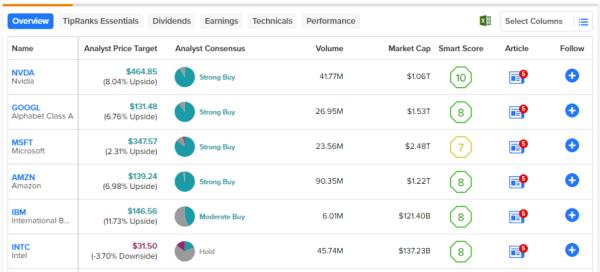 Overview TipRanks Essentials Dividends Earnings Technicals Performance Select Columns
Name Analyst Price Target Analyst Consensus Volume Market Cap Smart Score Article Follow
NVDA $464.85 Strong Buy 41.77M $1.06T 10 5
Nvidia (8.04% Upside)
GOOGL $131.48 Strong Buy 26.95M $1.53T 8 5
Alphabet Class A (6.76% Upside)
MSFT $347.57 Strong Buy 23.56M $2.48T 7 5
Microsoft (2.31% Upside)
AMZN $139.24 Strong Buy 90.35M $1.22T 8 5
Amazon (6.98% Upside)
IBM $146.56 Moderate Buy 6.01M $121.40B 8 5
International B... (11.73% Upside)
INTC $31.50 Hold 45.74M $137.23B 8 5
Intel (-3.70% Downside)